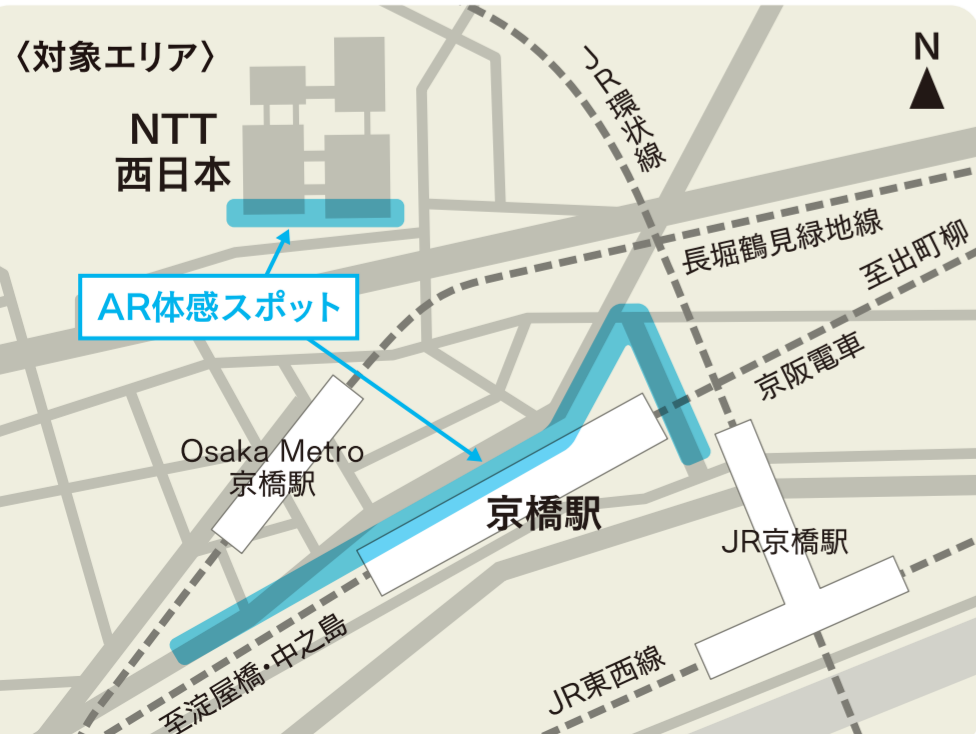 〈対象エリア〉
N
NTT
西日本
JR環状線
長堀鶴見緑地線
至出町柳
AR体感スポット
京阪電車
Osaka Metro
京橋駅
京橋駅
JR京橋駅
至淀屋橋・中之島
JR東西線